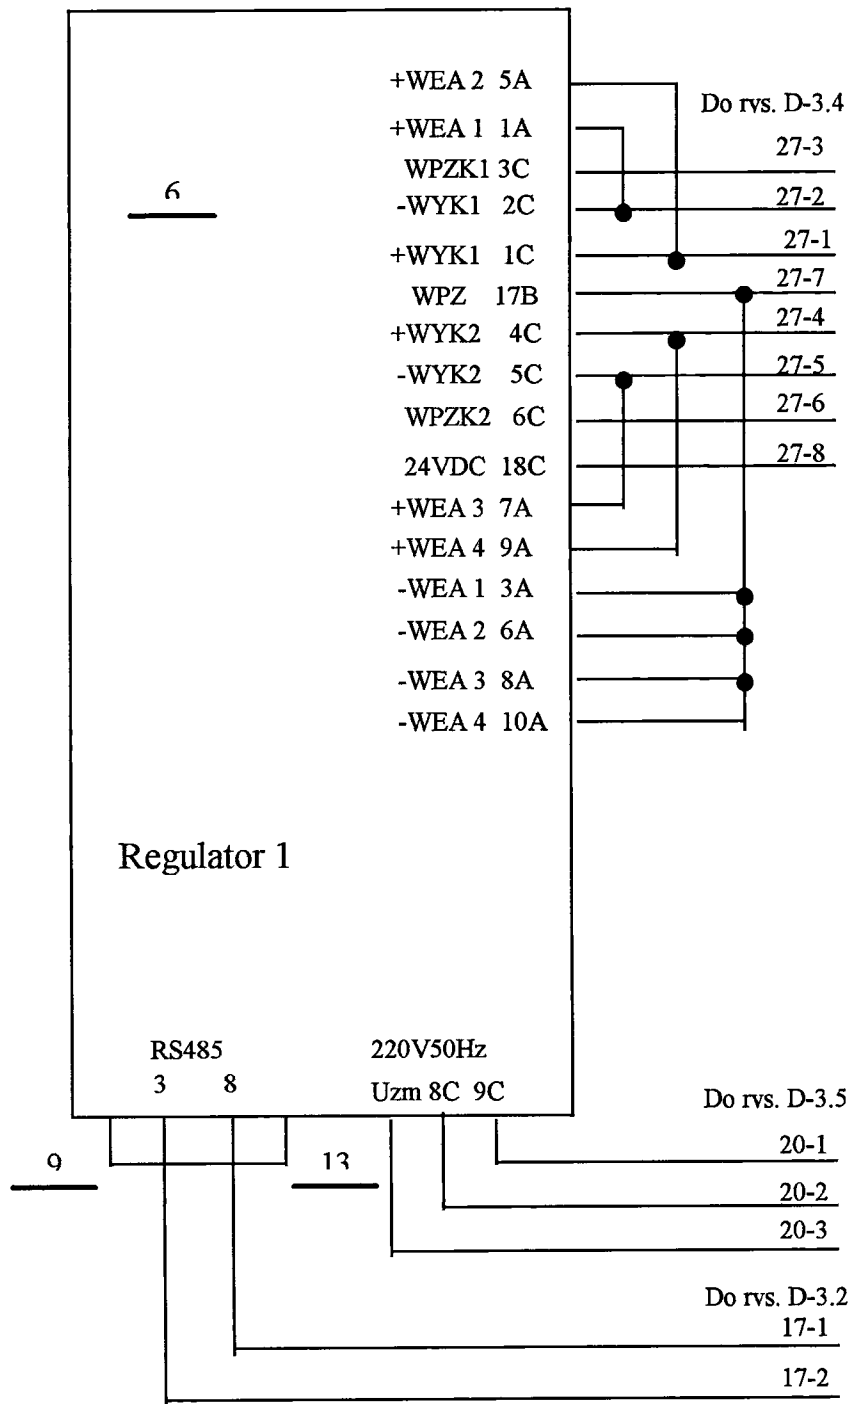 +WEA 2 5A
Do rys. D-3.4
+WEA 1 1A
27-3
WPZK1 3C
6
27-2
-WYK1 2C
27-1
+WYK1 1C
27-7
WPZ 17B
27-4
+WYK2 4C
27-5
-WYK2 5C
27-6
WPZK2 6C
27-8
24VDC 18C
+WEA 3 7A
+WEA 4 9A
-WEA 1 3A
-WEA 2 6A
-WEA 3 8A
-WEA 4 10A
Regulator 1
RS485 220V50Hz
3 8 Uzm 8C 9C
Do rys. D-3.5
9 13 20-1
20-2
20-3
Do rys. D-3.2
17-1
17-2